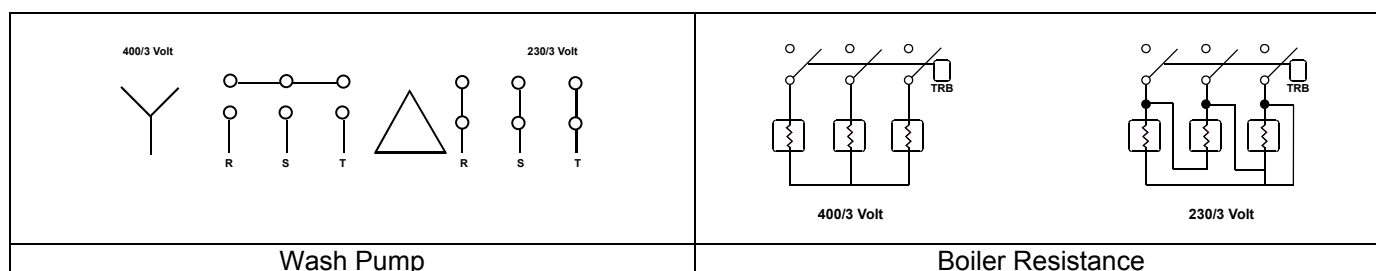 400/3 Volt
230/3 Volt
R S T R S T
TRB
TRB
400/3 Volt
230/3 Volt
Wash Pump
Boiler Resistance